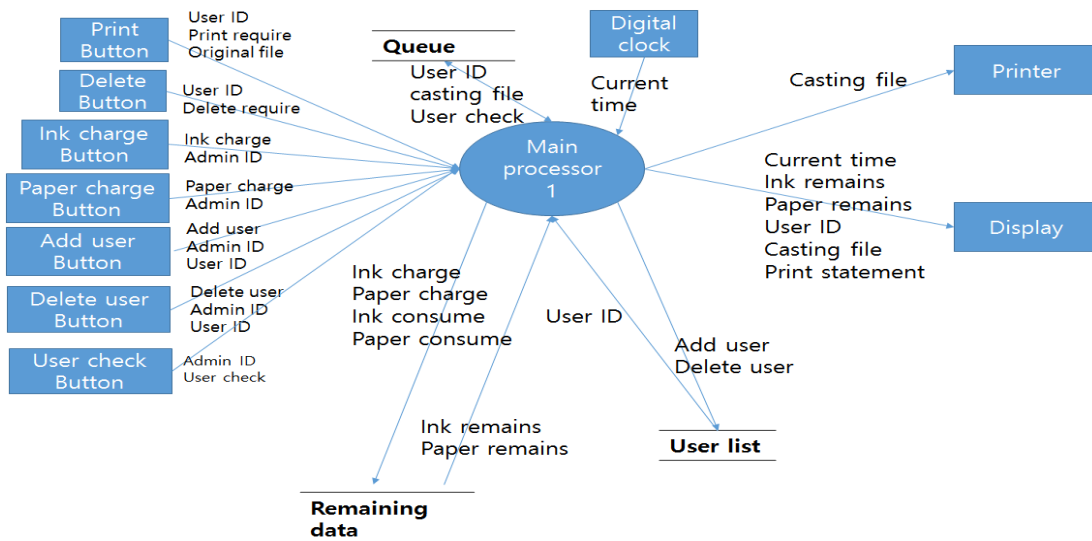 Print
Button
User ID
Print require
Original file
Delete
Button
User ID
Delete require
Ink charge
Button
Ink charge
Admin ID
Paper charge
Button
Paper charge
Admin ID
Add user
Button
Add user
Admin ID
User ID
Delete user
Button
Delete user
Admin ID
User ID
User check
Button
Admin ID
User check
Queue
User ID
casting file
User check
Digital
clock
Current
time
Main
processor
1
Casting file
Printer
Current time
Ink remains
Paper remains
User ID
Casting file
Print statement
Display
Ink charge
Paper charge
Ink consume
Paper consume
Ink remains
Paper remains
Remaining
data
User ID
Add user
Delete user
User list